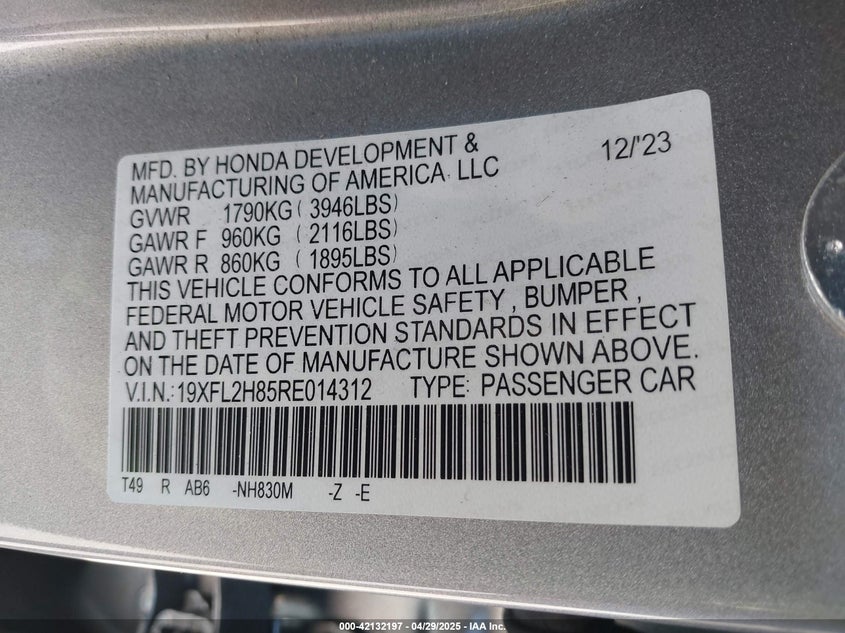 MFD. BY HONDA DEVELOPMENT & 12/'23
MANUFACTURING OF AMERICA, LLC
GVWR 1790KG ( 3946LBS)
GAWR F 960KG ( 2116LBS)
GAWR R 860KG ( 1895LBS)
THIS VEHICLE CONFORMS TO ALL APPLICABLE
FEDERAL MOTOR VEHICLE SAFETY , BUMPER ,
AND THEFT PREVENTION STANDARDS IN EFFECT
ON THE DATE OF MANUFACTURE SHOWN ABOVE.
V.I.N.:19XFL2H85RE014312 TYPE: PASSENGER CAR
T49 R AB6 -NH830M -Z -E
000-42132197 - 04/29/2025 - IAA Inc.